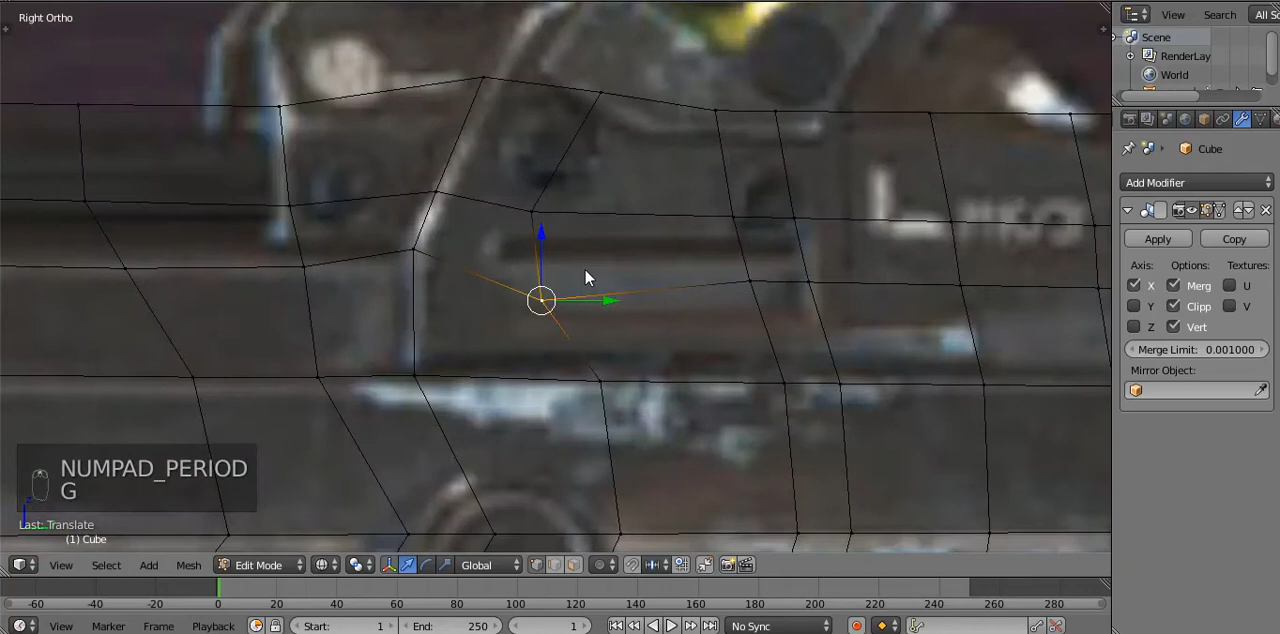 Right Ortho
View Search All Sc
Scene
RenderLay
World
Cube
Add Modifier
Apply Copy
Axis: Options: Textures:
X Merg U
Y Clipp V
Z Vert
Merge Limit: 0.001000
Mirror Object:
NUMPAD_PERIOD
G
Last: Translate
(1) Cube
View Select Add Mesh Edit Mode Global
-60 -40 -20 0 20 40 60 80 100 120 140 160 180 200 220 240 260 280
View Marker Frame Playback Start: 1 End: 250 1 No Sync